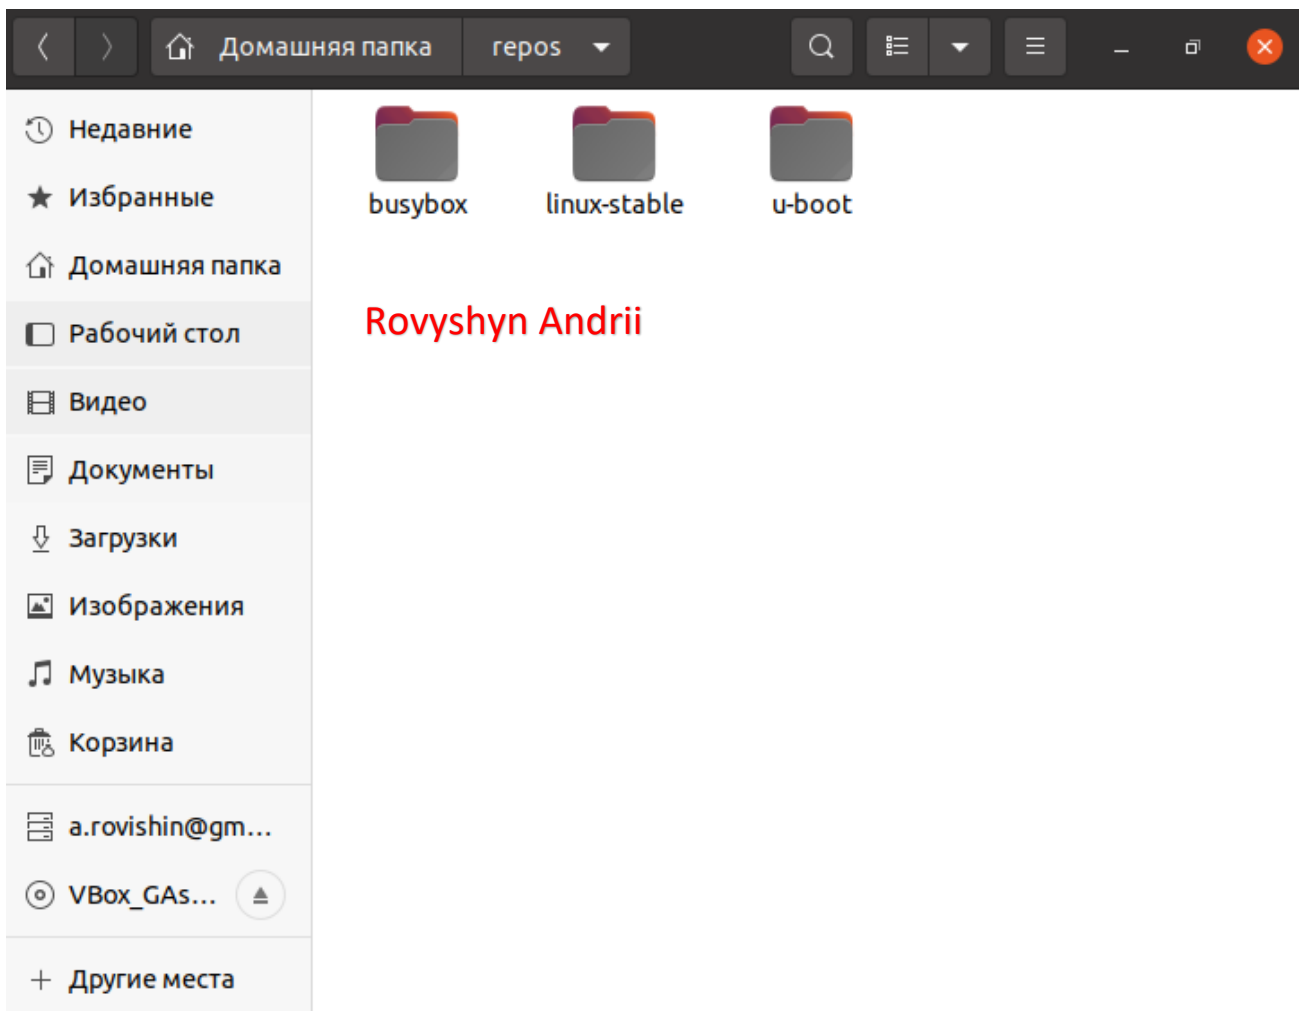 Домашняя папка repos
Недавние
Избранные
Домашняя папка
Рабочий стол
Видео
Документы
Загрузки
Изображения
Музыка
Корзина
a.rovishin@gm...
VBox_GAs...
Другие места
busybox linux-stable u-boot
Rovyshyn Andrii